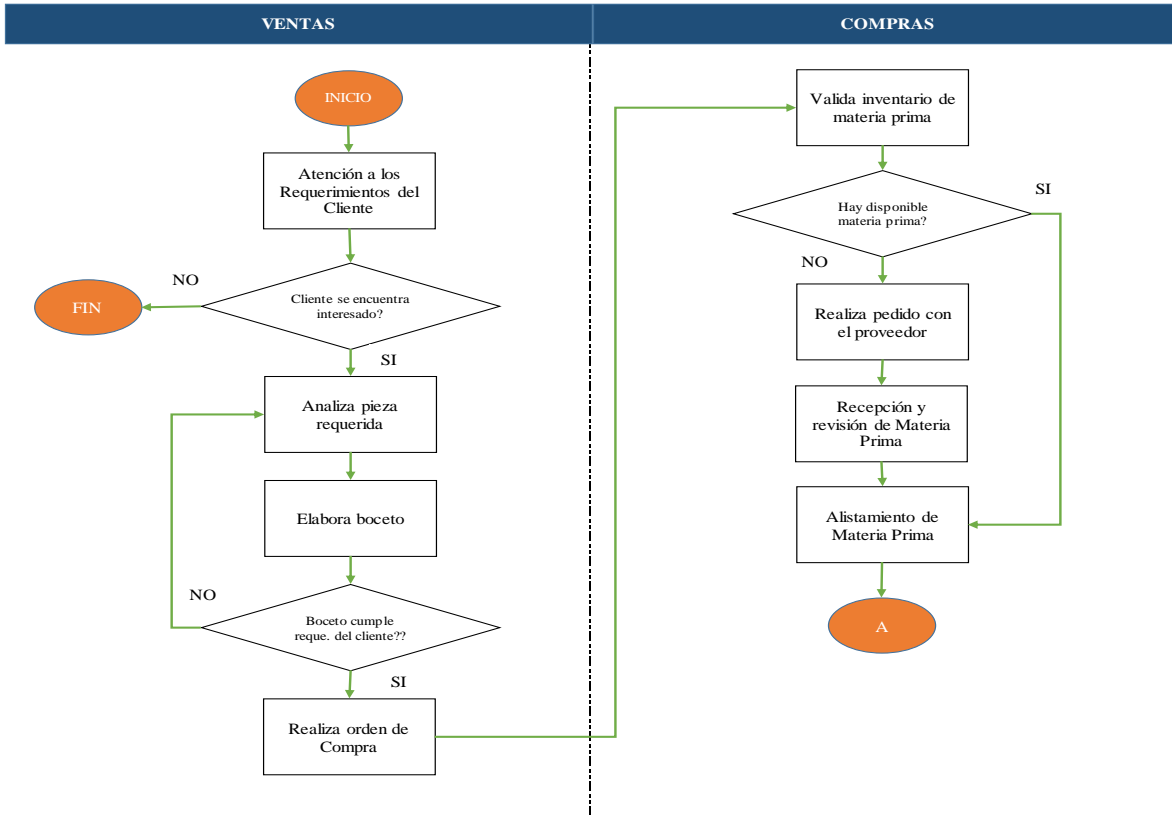 VENTAS
COMPRAS
INICIO
Atención a los
Requerimientos del
Cliente
NO
Cliente se encuentra
interesado?
FIN
SI
Analiza pieza
requerida
Elabora boceto
NO
Boceto cumple
reque. del cliente??
SI
Realiza orden de
Compra
Valida inventario de
materia prima
SI
Hay disponible
materia prima?
NO
Realiza pedido con
el proveedor
Recepción y
revisión de Materia
Prima
Alistamiento de
Materia Prima
A